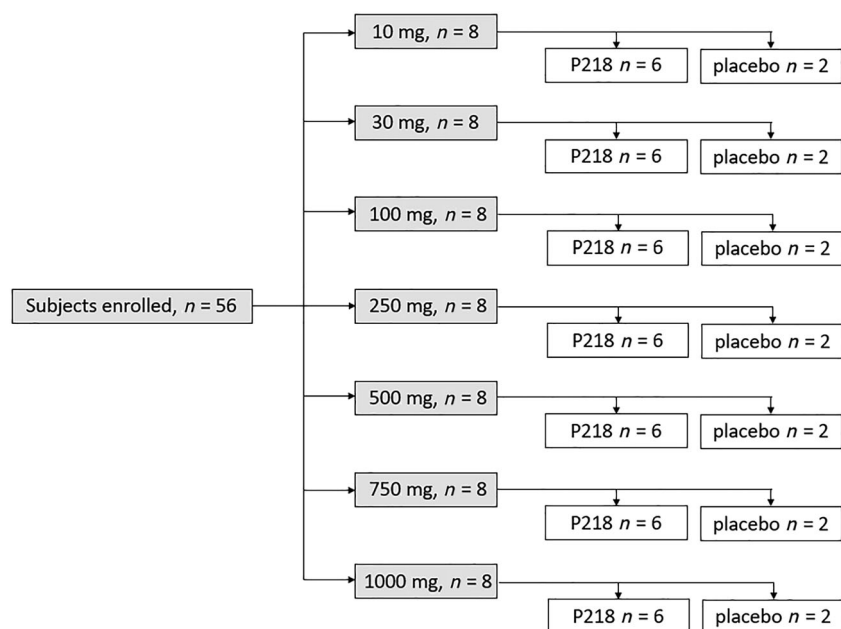 10 mg, n = 8
P218 n = 6
placebo n = 2
30 mg, n = 8
P218 n = 6
placebo n = 2
100 mg, n = 8
P218 n = 6
placebo n = 2
Subjects enrolled, n = 56
250 mg, n = 8
P218 n = 6
placebo n = 2
500 mg, n = 8
P218 n = 6
placebo n = 2
750 mg, n = 8
P218 n = 6
placebo n = 2
1000 mg, n = 8
P218 n = 6
placebo n = 2